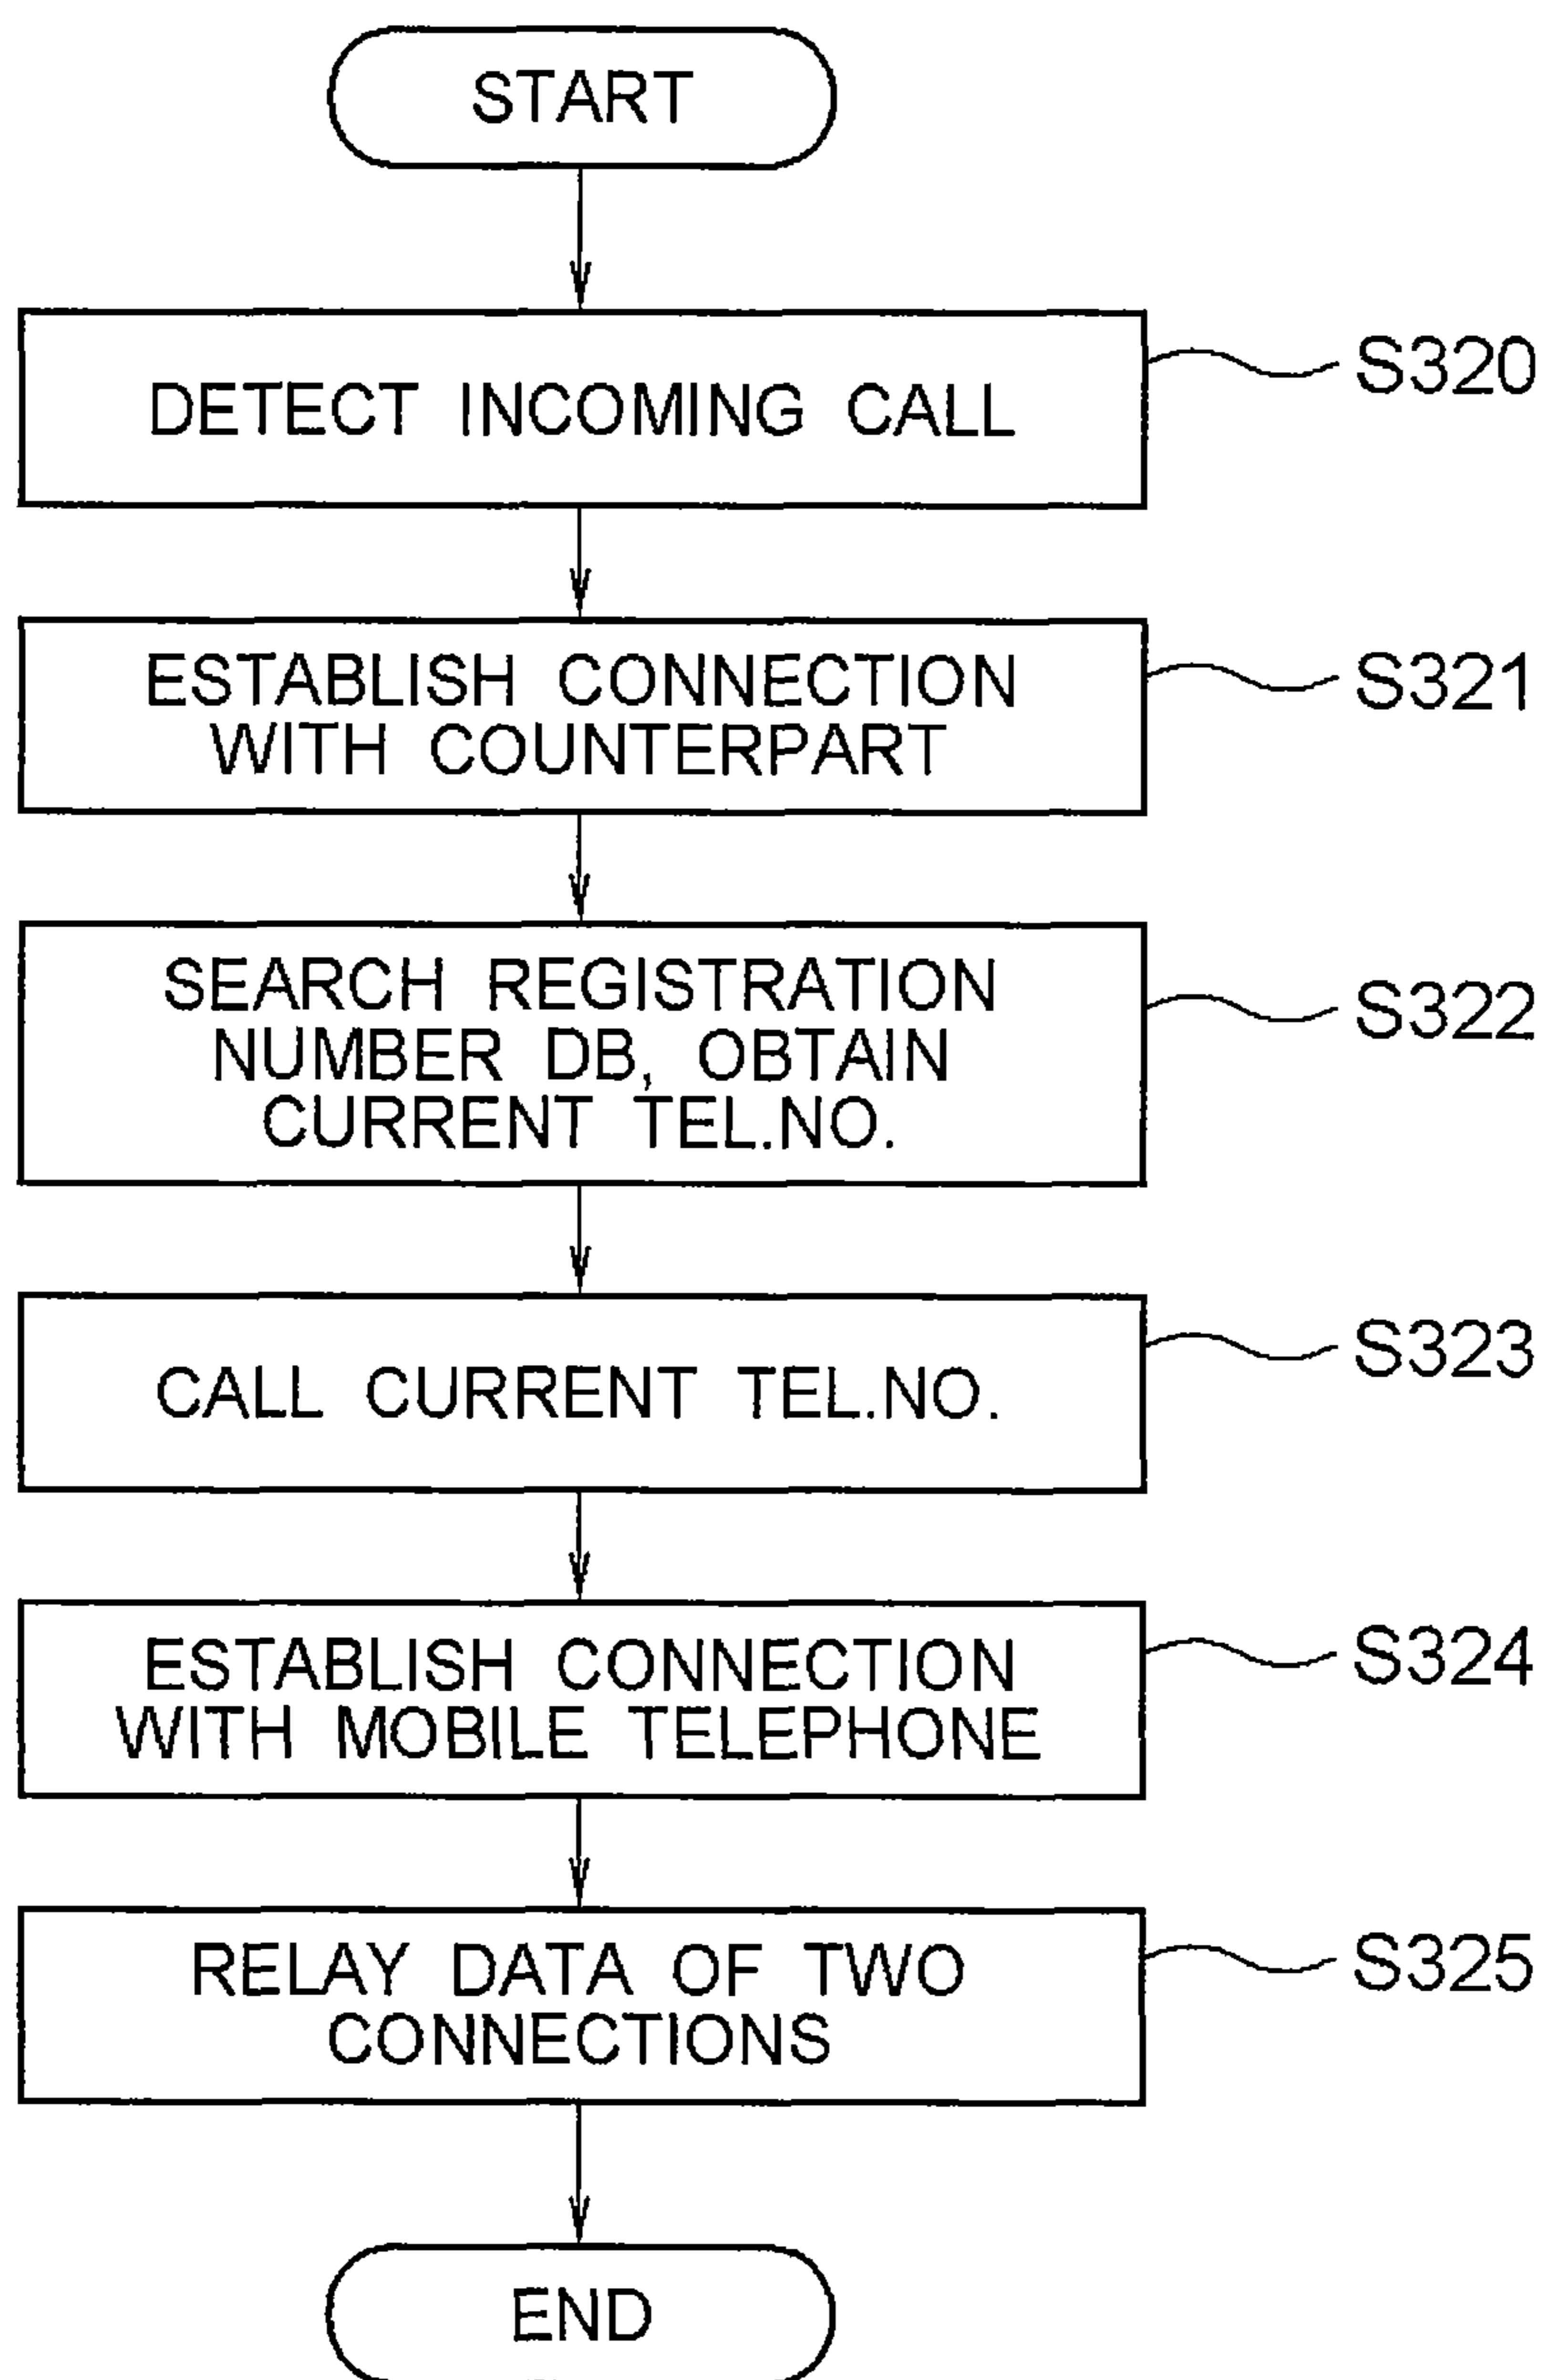 START
DETECT INCOMING CALL
S320
ESTABLISH CONNECTION
WITH COUNTERPART
S321
SEARCH REGISTRATION
NUMBER DB, OBTAIN
CURRENT TEL.NO.
S322
CALL CURRENT TEL.NO.
S323
ESTABLISH CONNECTION
WITH MOBILE TELEPHONE
S324
RELAY DATA OF TWO
CONNECTIONS
S325
END